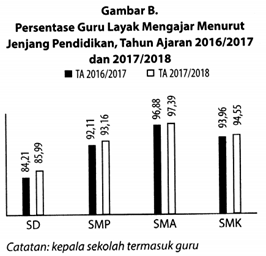 Gambar B.
Persentase Guru Layak Mengajar Menurut
Jenjang Pendidikan, Tahun Ajaran 2016/2017
dan 2017/2018
TA 2016/2017 TA 2017/2018
84,21 85,99 92,11 93,16 96,88 97,39 93,96 94,55
SD SMP SMA SMK
Catatan: kepala sekolah termasuk guru